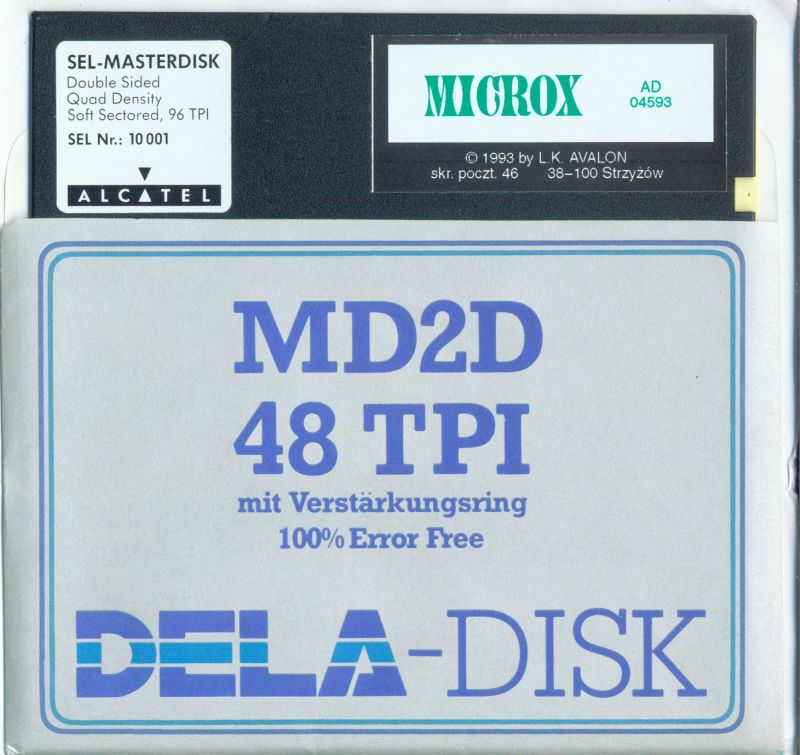 SEL-MASTERDISK
Double Sided
Quad Density
Soft Sectored, 96 TPI
SEL Nr.: 10 001
ALCATEL
MICROX
AD
04593
© 1993 by L.K. AVALON
skr. poczt. 46 38–100 Strzyżów
MD2D
48 TPI
mit Verstärkungsring
100% Error Free
DELA-DISK